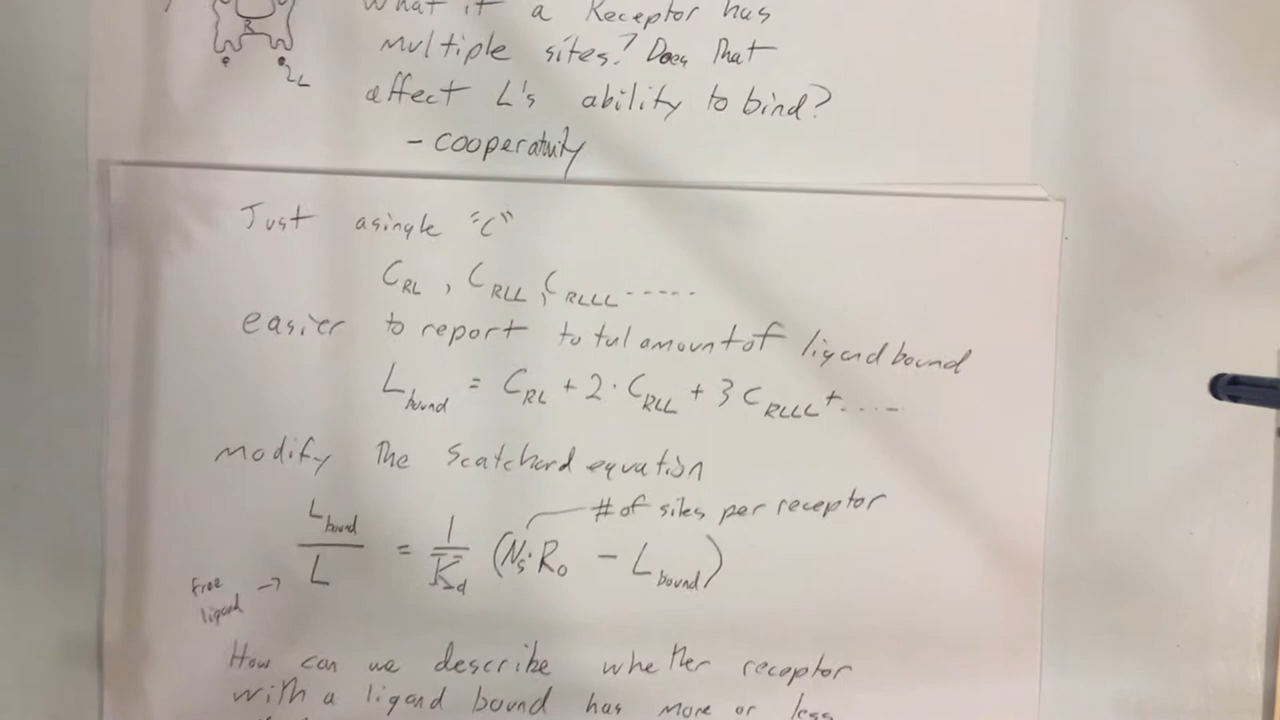 What if a Receptor has
multiple sites? Does that
affect L's ability to bind?
- cooperatuity
R
2L
Just a single "C"
C_RL, C_RLL, C_RLLL -----
easier to report total amount of ligand bound
L_bound = C_RL + 2 · C_RLL + 3 C_RLLL + ....
modify the Scatchard equation
# of sites per receptor
L_bound / L = 1 / K_d (N_s · R_0 - L_bound)
Free ligand →
How can we describe whether receptor
with a ligand bound has more or less